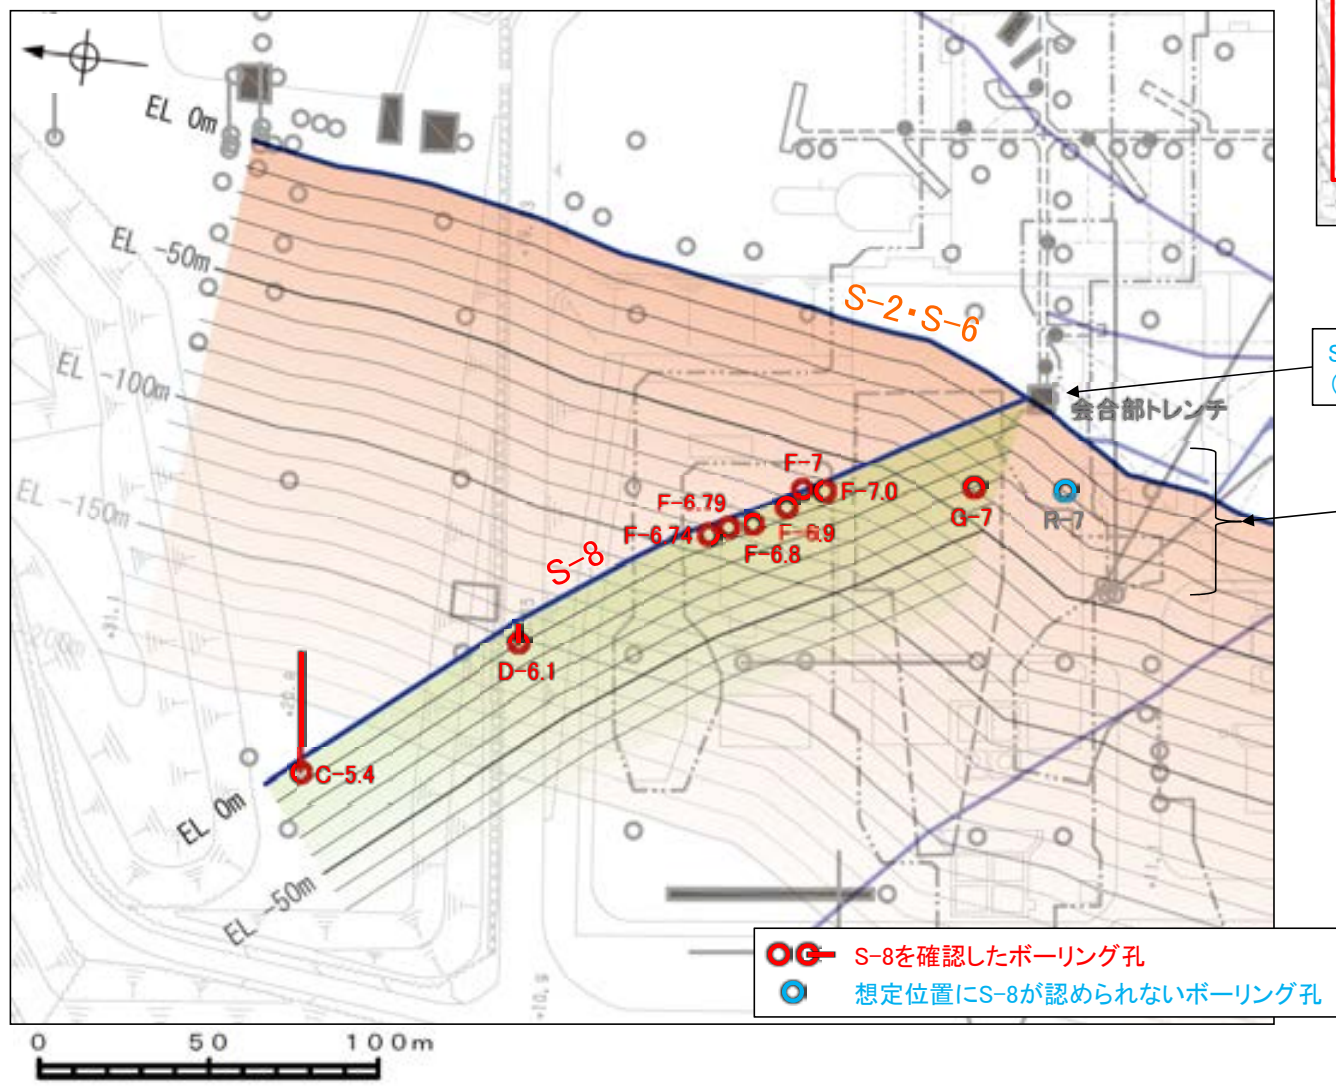 EL 0m
EL -50m
EL -100m
EL -150m
-200m
S-2・S-6
会合部トレンチ
S
(
F-7
F-7.0
F-6.79
F-6.74
F-6.9
F-6.8
G-7
R-7
S-8
D-6.1
C-5.4
EL 0m
EL -50m
S-8を確認したボーリング孔
想定位置にS-8が認められないボーリング孔
0 50 100m